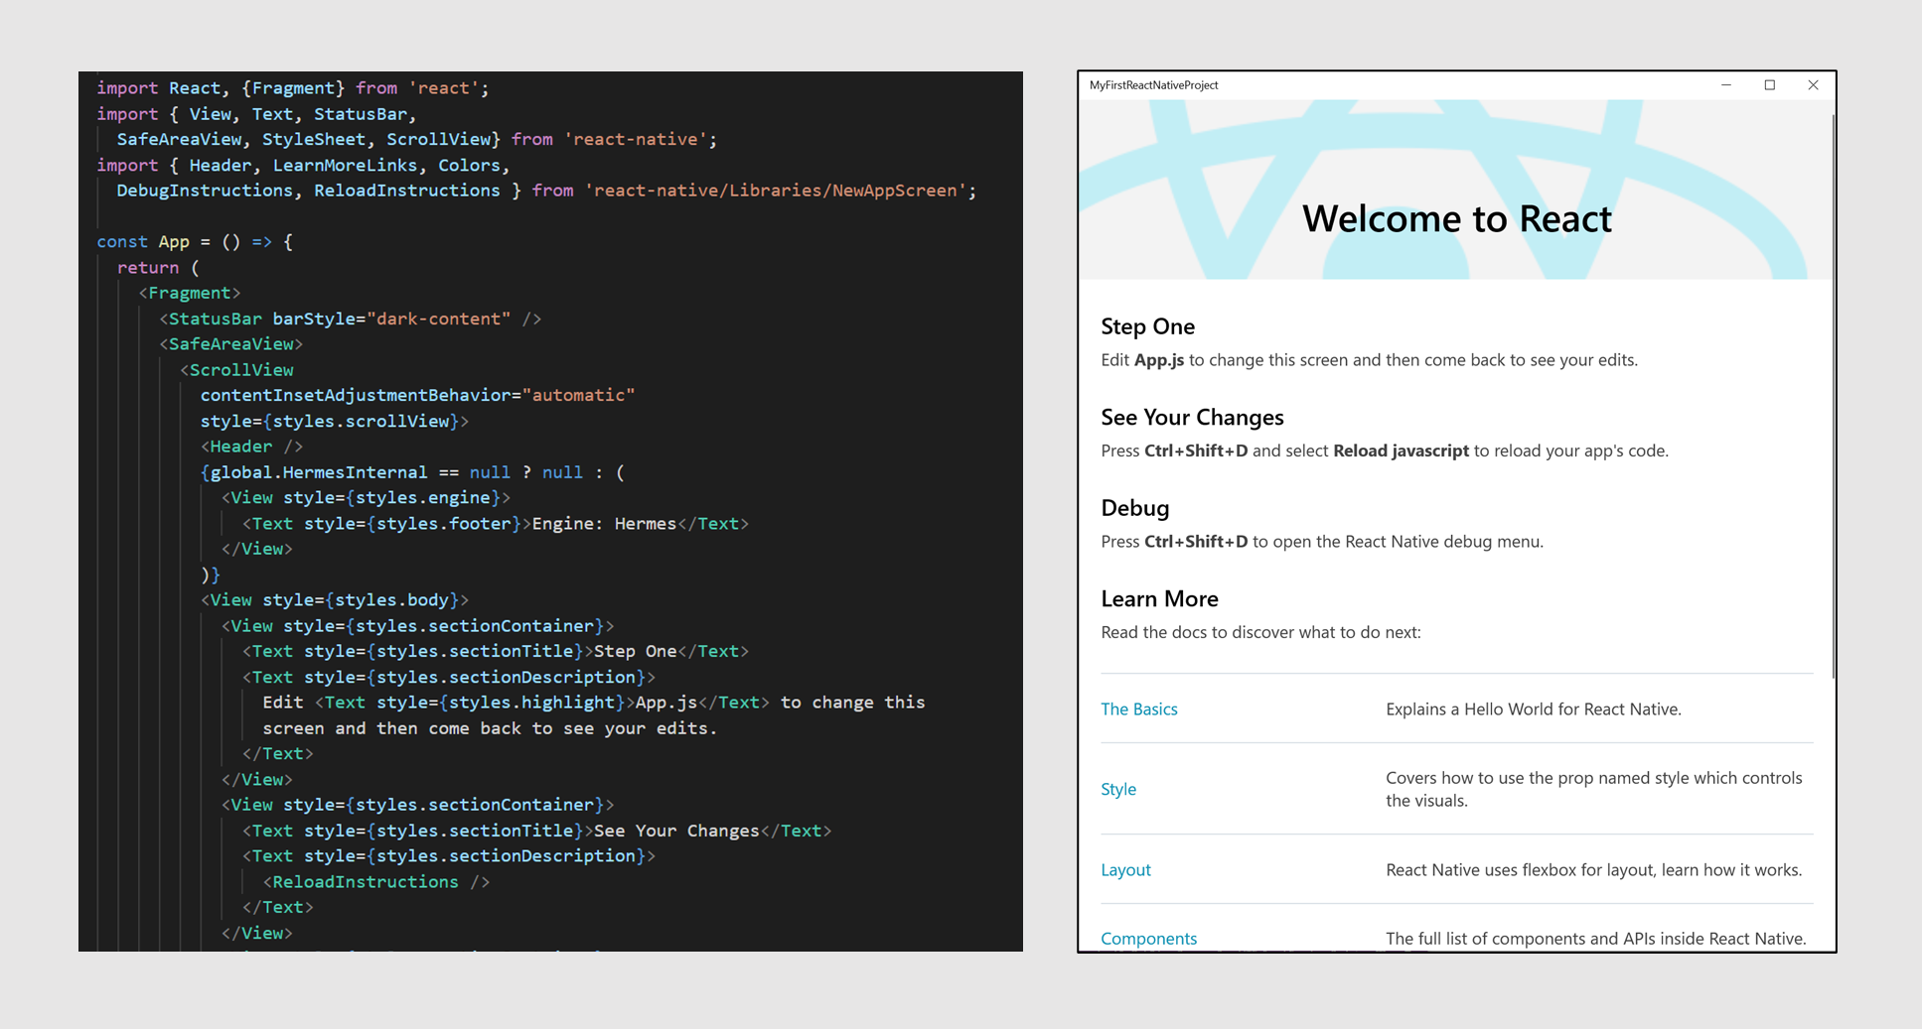 import React, {Fragment} from 'react';
import { View, Text, StatusBar,
SafeAreaView, StyleSheet, ScrollView} from 'react-native';
import { Header, LearnMoreLinks, Colors,
DebugInstructions, ReloadInstructions } from 'react-native/Libraries/NewAppScreen';
const App = () => {
return (
<Fragment>
<StatusBar barStyle="dark-content" />
<SafeAreaView>
<ScrollView
contentInsetAdjustmentBehavior="automatic"
style={styles.scrollView}>
<Header />
{global.HermesInternal == null ? null : (
<View style={styles.engine}>
<Text style={styles.footer}>Engine: Hermes</Text>
</View>
)}
<View style={styles.body}>
<View style={styles.sectionContainer}>
<Text style={styles.sectionTitle}>Step One</Text>
<Text style={styles.sectionDescription}>
Edit <Text style={styles.highlight}>App.js</Text> to change this
screen and then come back to see your edits.
</Text>
</View>
<View style={styles.sectionContainer}>
<Text style={styles.sectionTitle}>See Your Changes</Text>
<Text style={styles.sectionDescription}>
<ReloadInstructions />
</Text>
</View>
MyFirstReactNativeProject
Welcome to React
Step One
Edit App.js to change this screen and then come back to see your edits.
See Your Changes
Press Ctrl+Shift+D and select Reload javascript to reload your app's code.
Debug
Press Ctrl+Shift+D to open the React Native debug menu.
Learn More
Read the docs to discover what to do next:
The Basics
Explains a Hello World for React Native.
Style
Covers how to use the prop named style which controls
the visuals.
Layout
React Native uses flexbox for layout, learn how it works.
Components
The full list of components and APIs inside React Native.